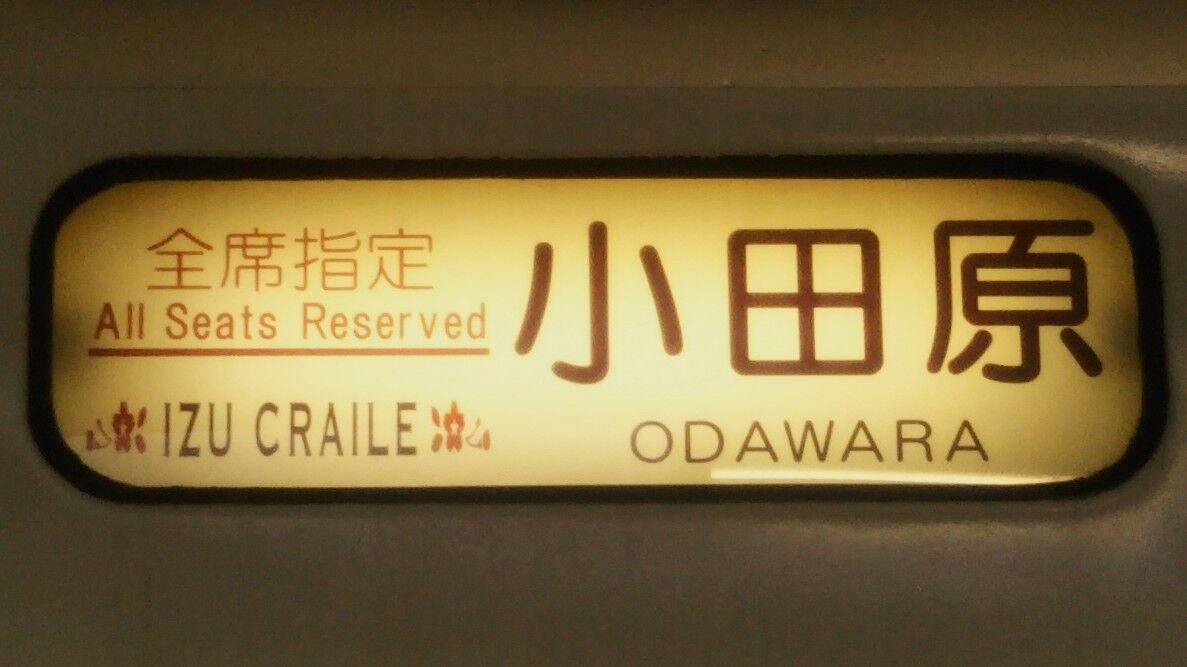 全席指定
All Seats Reserved
IZU CRAILE
小田原
ODAWARA